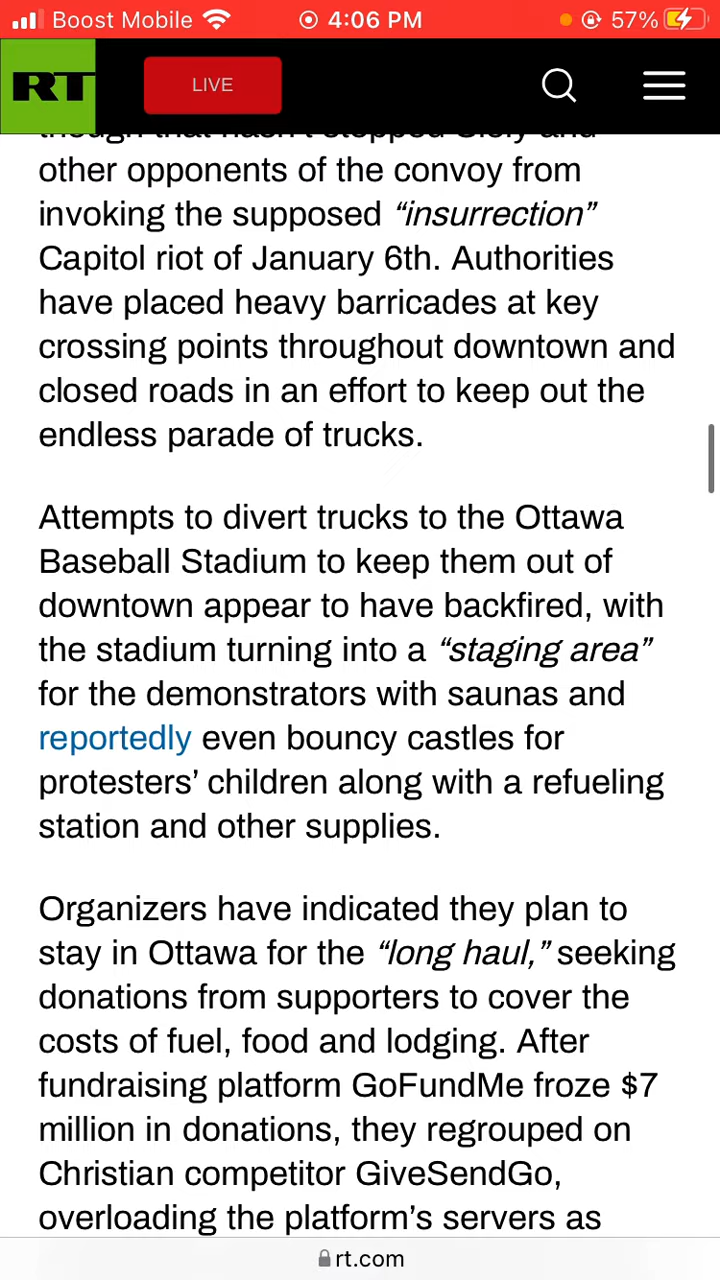 Boost Mobile 4:06 PM 57%
RT LIVE
though that hasn't stopped Sloly and
other opponents of the convoy from
invoking the supposed “insurrection”
Capitol riot of January 6th. Authorities
have placed heavy barricades at key
crossing points throughout downtown and
closed roads in an effort to keep out the
endless parade of trucks.
Attempts to divert trucks to the Ottawa
Baseball Stadium to keep them out of
downtown appear to have backfired, with
the stadium turning into a “staging area”
for the demonstrators with saunas and
reportedly even bouncy castles for
protesters’ children along with a refueling
station and other supplies.
Organizers have indicated they plan to
stay in Ottawa for the “long haul,” seeking
donations from supporters to cover the
costs of fuel, food and lodging. After
fundraising platform GoFundMe froze $7
million in donations, they regrouped on
Christian competitor GiveSendGo,
overloading the platform’s servers as
rt.com